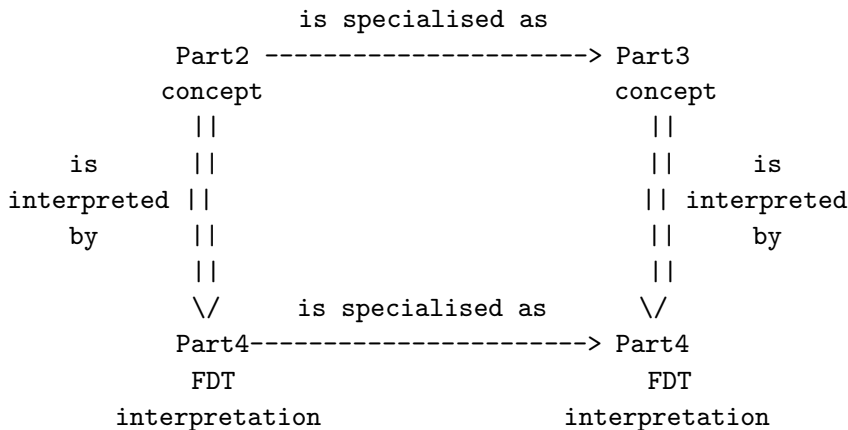 is specialised as
Part2 ----------------------> Part3
concept concept
|| ||
is || || is
interpreted || || interpreted
by || || by
|| ||
\/ is specialised as \/
Part4-----------------------> Part4
FDT FDT
interpretation interpretation